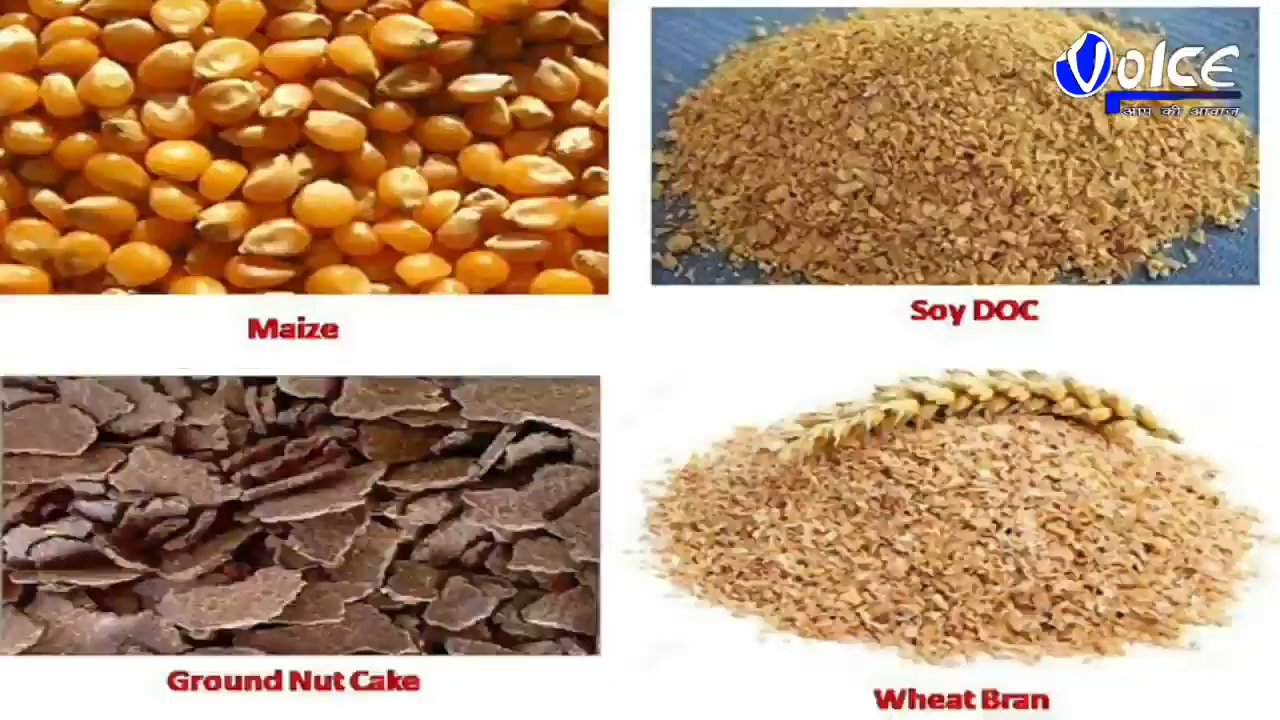 VOICE
आप की आवाज़
Maize
Soy DOC
Ground Nut Cake
Wheat Bran